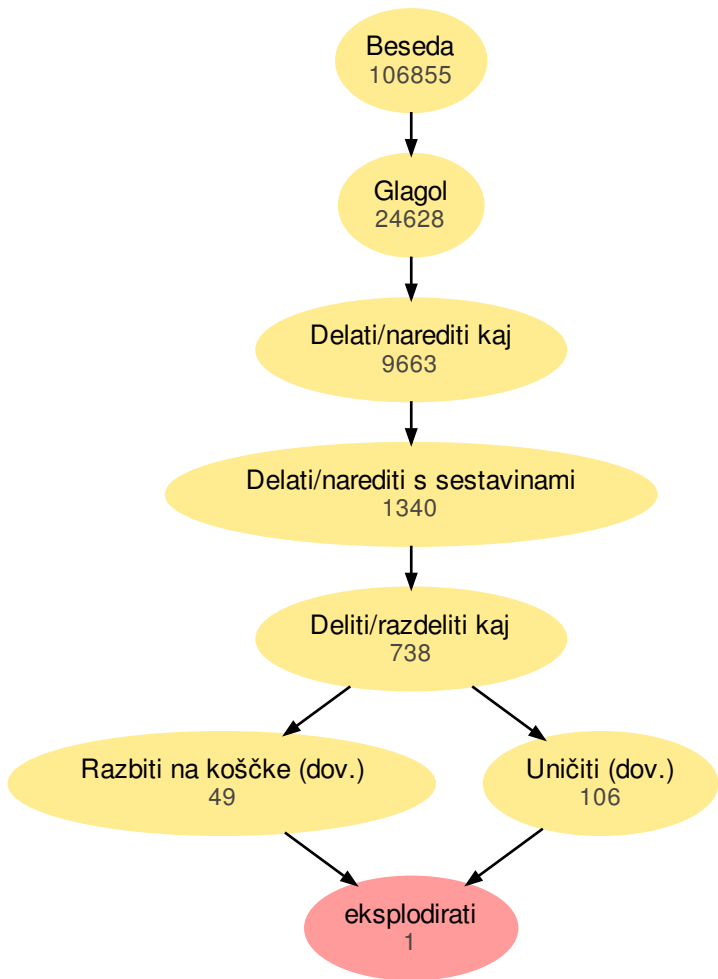 Beseda
106855
Glagol
24628
Delati/narediti kaj
9663
Delati/narediti s sestavinami
1340
Deliti/razdeliti kaj
738
Razbiti na koščke (dov.)
49
Uničiti (dov.)
106
eksplodirati
1